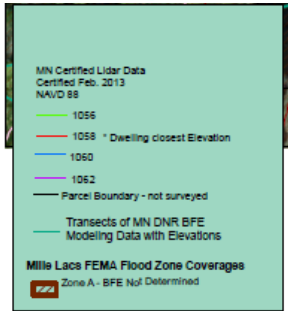 MN Certified Lidar Data
Certified Feb. 2013
NAVD 88
1056
1058 * Dwelling closest Elevation
1060
1062
Parcel Boundary - not surveyed
Transects of MN DNR BFE
Modeling Data with Elevations
Mille Lacs FEMA Flood Zone Coverages
Zone A - BFE Not Determined